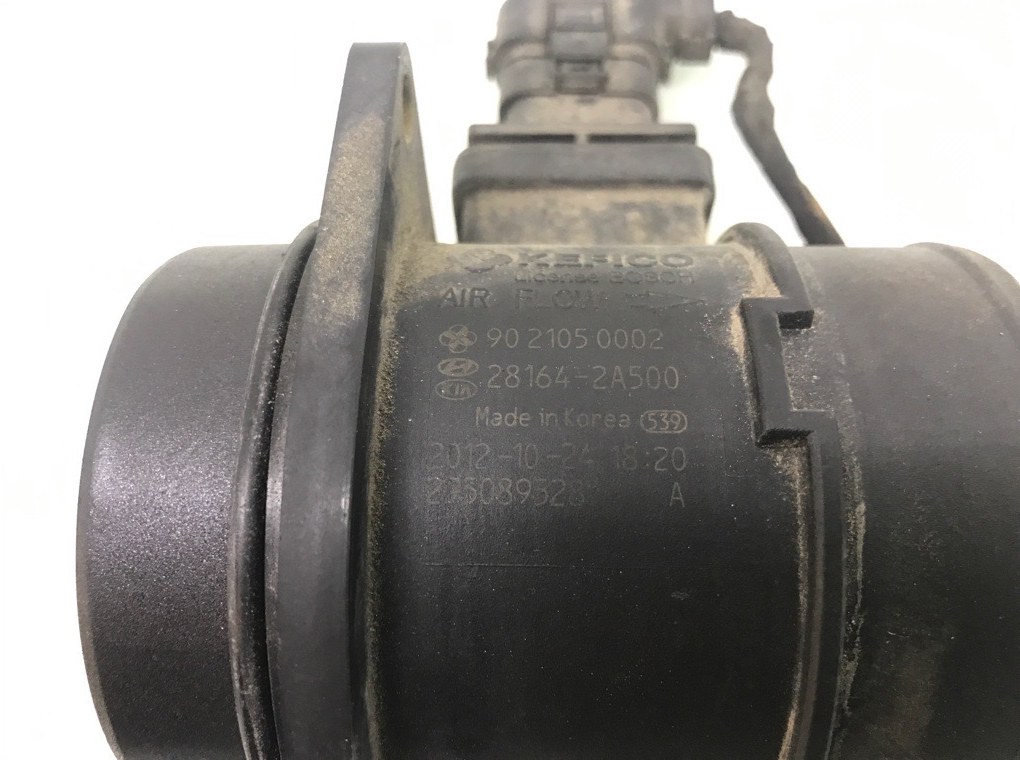 KEFICO
License BOSCH
AIR FLOW
90 2105 0002
28164-2A500
KIA
Made in Korea 539
2012-10-24 18:20
A